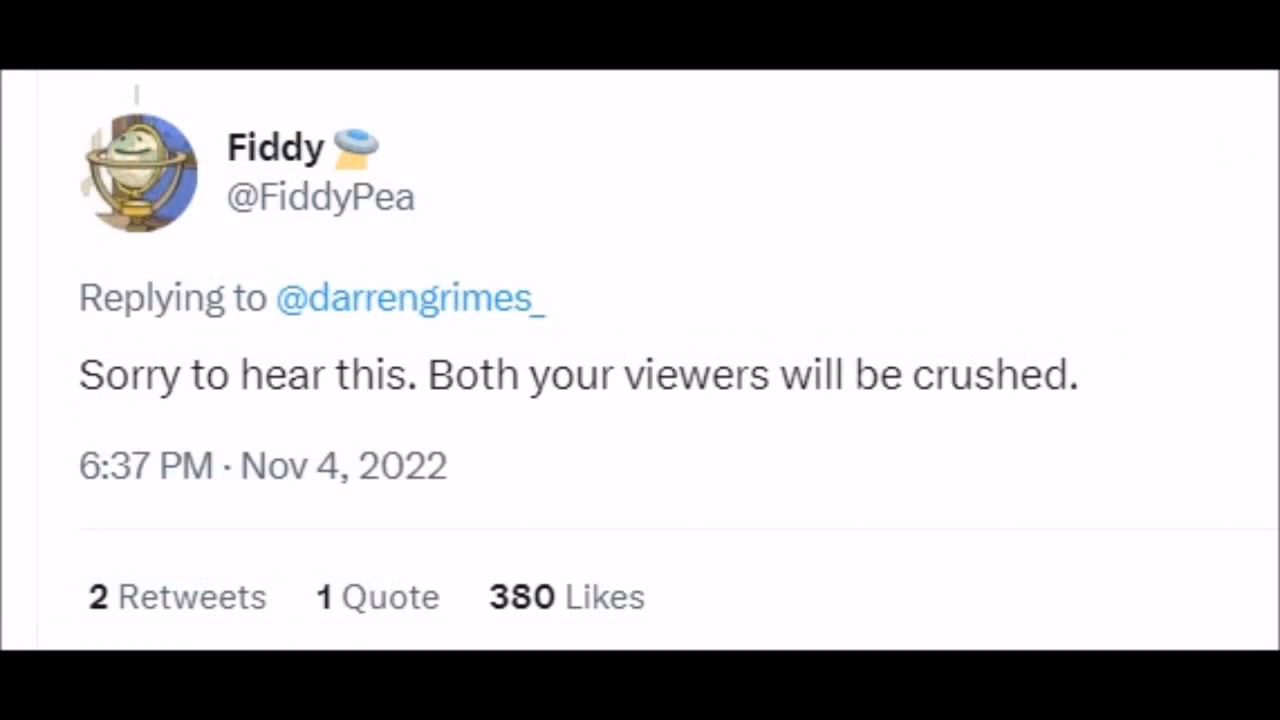 Fiddy 🛸
@FiddyPea
Replying to @darrengrimes_
Sorry to hear this. Both your viewers will be crushed.
6:37 PM · Nov 4, 2022
2 Retweets 1 Quote 380 Likes